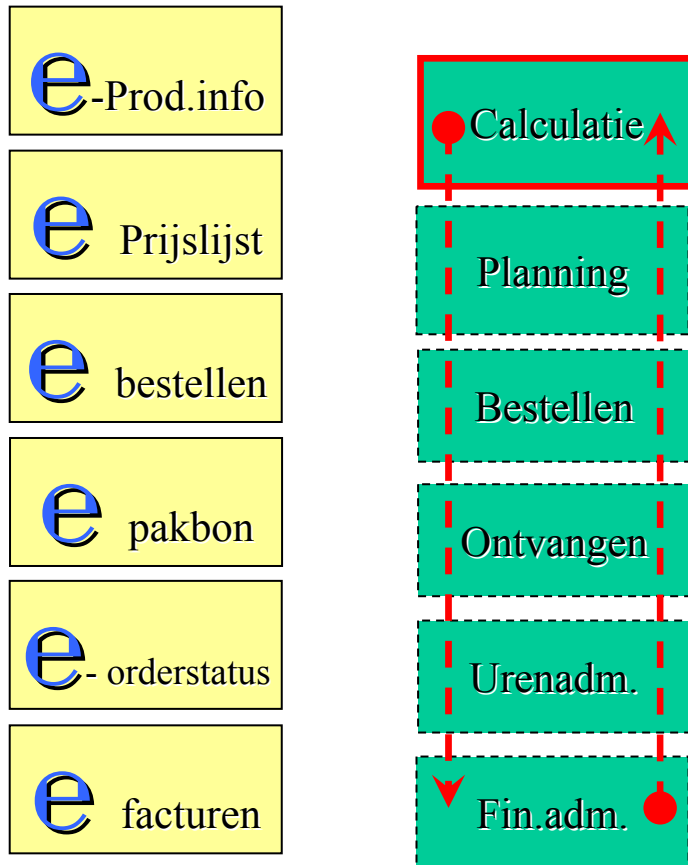 e-Prod.info
e Prijslijst
e bestellen
e pakbon
e- orderstatus
e facturen
Calculatie
Planning
Bestellen
Ontvangen
Urenadm.
Fin.adm.